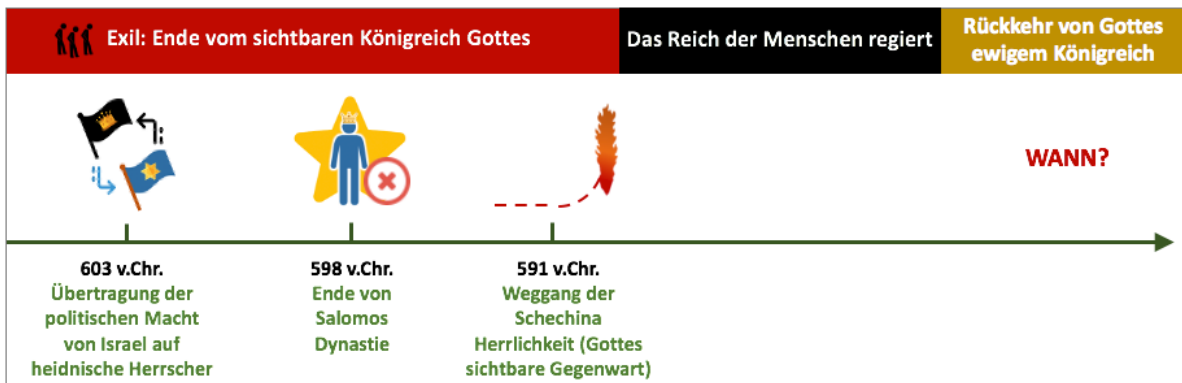 Exil: Ende vom sichtbaren Königreich Gottes
Das Reich der Menschen regiert
Rückkehr von Gottes
ewigem Königreich
WANN?
603 v.Chr.
Übertragung der
politischen Macht
von Israel auf
heidnische Herrscher
598 v.Chr.
Ende von
Salomos
Dynastie
591 v.Chr.
Weggang der
Schechina
Herrlichkeit (Gottes
sichtbare Gegenwart)